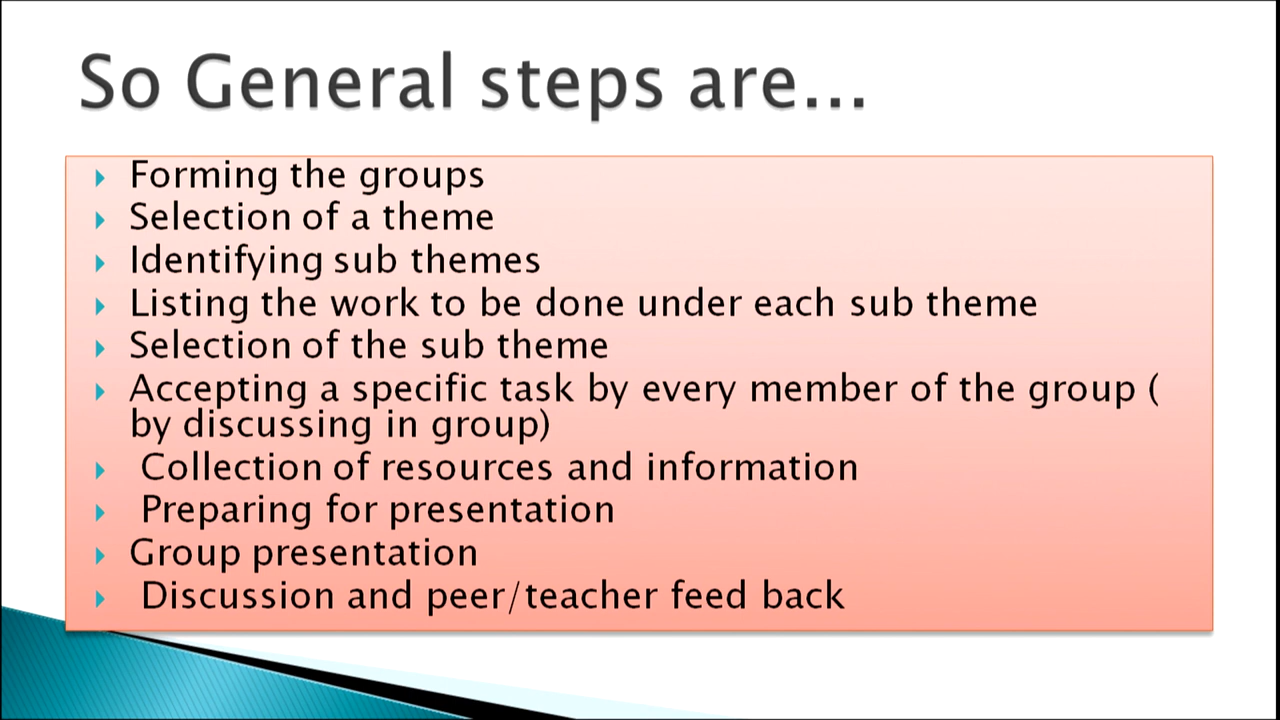 So General steps are...
Forming the groups
Selection of a theme
Identifying sub themes
Listing the work to be done under each sub theme
Selection of the sub theme
Accepting a specific task by every member of the group (
by discussing in group)
Collection of resources and information
Preparing for presentation
Group presentation
Discussion and peer/teacher feed back